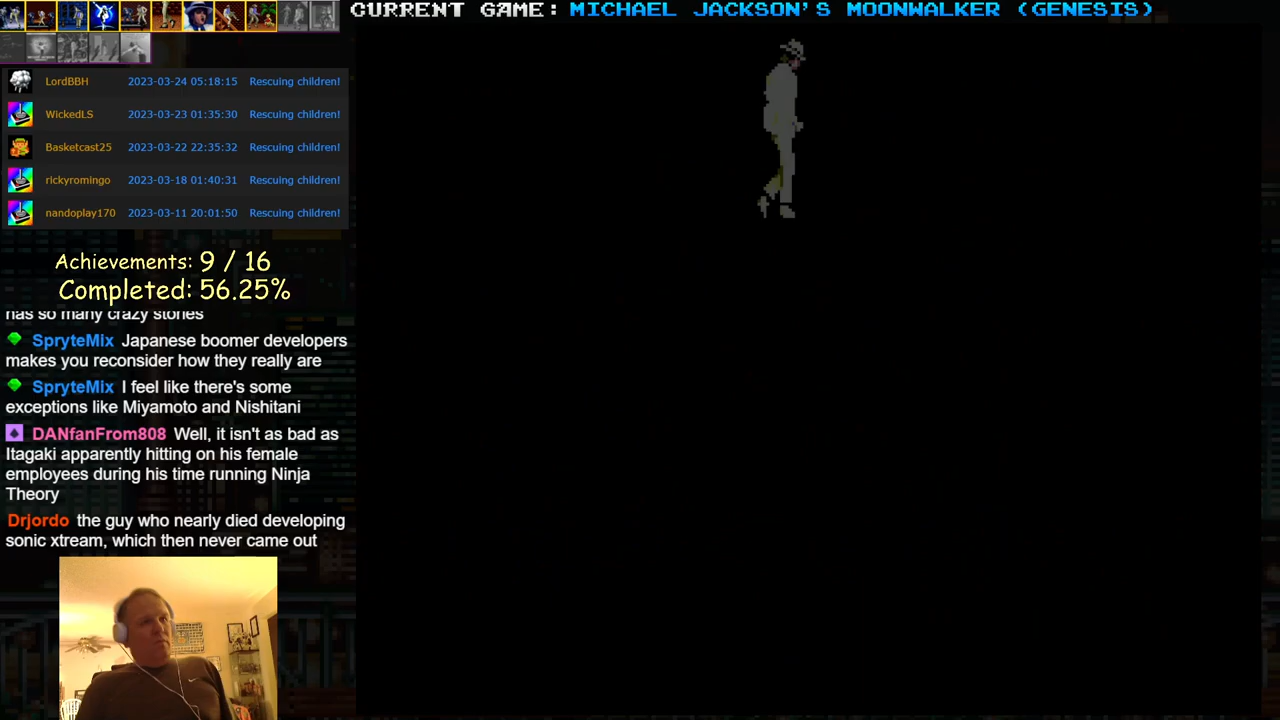 CURRENT GAME: MICHAEL JACKSON'S MOONWALKER (GENESIS)
LordBBH 2023-03-24 05:18:15 Rescuing children!
WickedLS 2023-03-23 01:35:30 Rescuing children!
Basketcast25 2023-03-22 22:35:32 Rescuing children!
rickyromingo 2023-03-18 01:40:31 Rescuing children!
nandoplay170 2023-03-11 20:01:50 Rescuing children!
Achievements: 9 / 16
Completed: 56.25%
has so many crazy stories
SpryteMix Japanese boomer developers
makes you reconsider how they really are
SpryteMix I feel like there's some
exceptions like Miyamoto and Nishitani
DANfanFrom808 Well, it isn't as bad as
Itagaki apparently hitting on his female
employees during his time running Ninja
Theory
Drjordo the guy who nearly died developing
sonic xtream, which then never came out